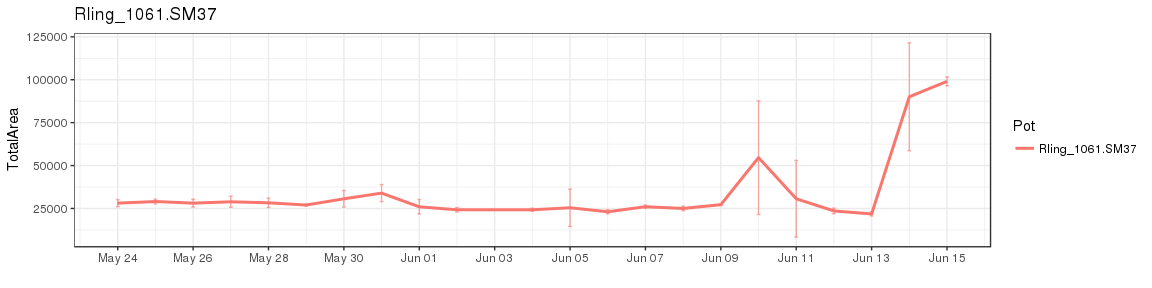 Rling_1061.SM37
125000
100000
75000
50000
25000
TotalArea
May 24 May 26 May 28 May 30 Jun 01 Jun 03 Jun 05 Jun 07 Jun 09 Jun 11 Jun 13 Jun 15
Pot
Rling_1061.SM37